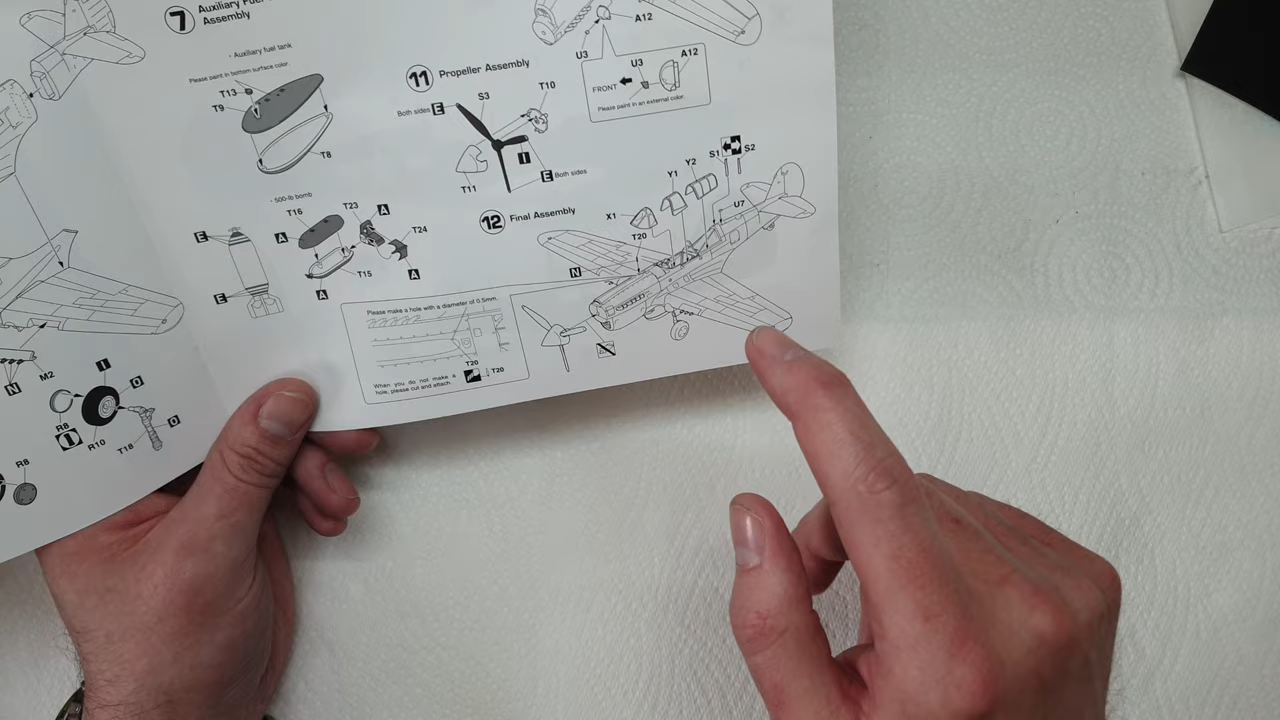 7
Auxiliary Fuel
Assembly
- Auxiliary fuel tank
Please paint in bottom surface color.
T13
T9
T8
- 500-lb bomb
T16
T23
A
T24
E
A
T15
E
A
A
11
Propeller Assembly
Both sides
E
S3
T10
I
T11
E
Both sides
U3
A12
U3
A12
FRONT
Please paint in an external color.
12
Final Assembly
S1
S2
Y2
Y1
X1
U7
T20
N
Please make a hole with a diameter of 0.5mm.
T20
When you do not make a
hole, please cut and attach.
T20
M2
N
I
O
R8
I
R10
T18
O
R8